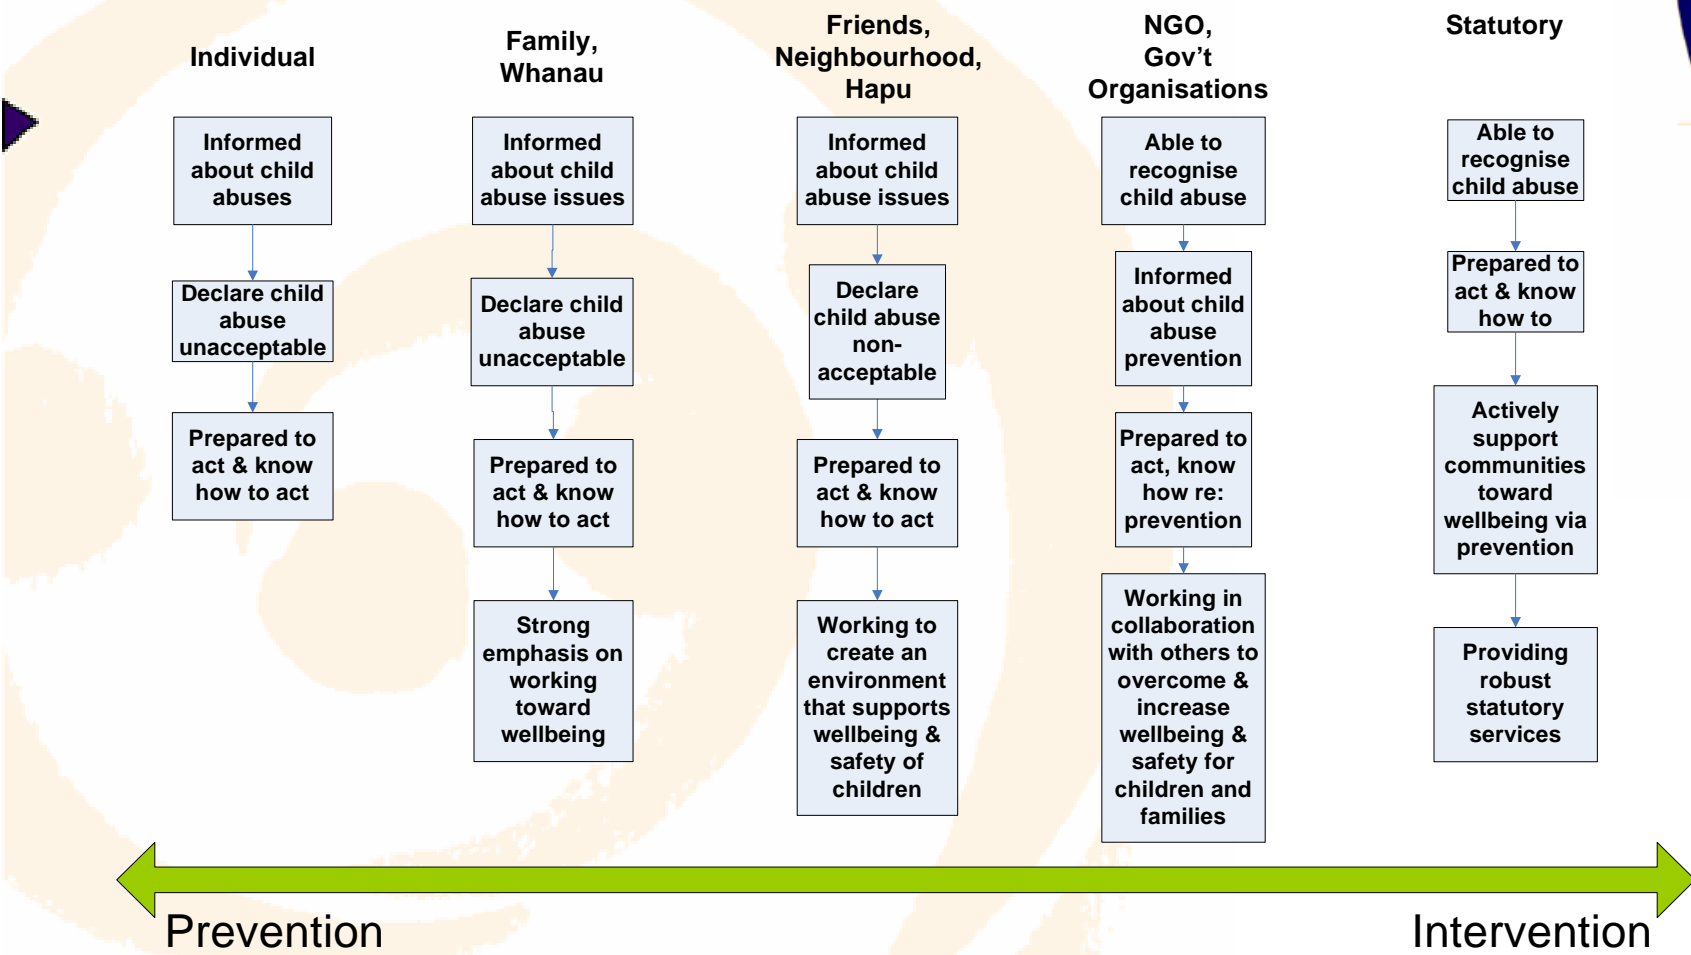 Individual
Family,
Whanau
Friends,
Neighbourhood,
Hapu
NGO,
Gov't
Organisations
Statutory
Informed
about child
abuses
Declare child
abuse
unacceptable
Prepared to
act & know
how to act
Informed
about child
abuse issues
Declare child
abuse
unacceptable
Prepared to
act & know
how to act
Strong
emphasis on
working
toward
wellbeing
Informed
about child
abuse issues
Declare
child abuse
non-
acceptable
Prepared to
act & know
how to act
Working to
create an
environment
that supports
wellbeing &
safety of
children
Able to
recognise
child abuse
Informed
about child
abuse
prevention
Prepared to
act, know
how re:
prevention
Working in
collaboration
with others to
overcome &
increase
wellbeing &
safety for
children and
families
Able to
recognise
child abuse
Prepared to
act & know
how to
Actively
support
communities
toward
wellbeing via
prevention
Providing
robust
statutory
services
Prevention
Intervention